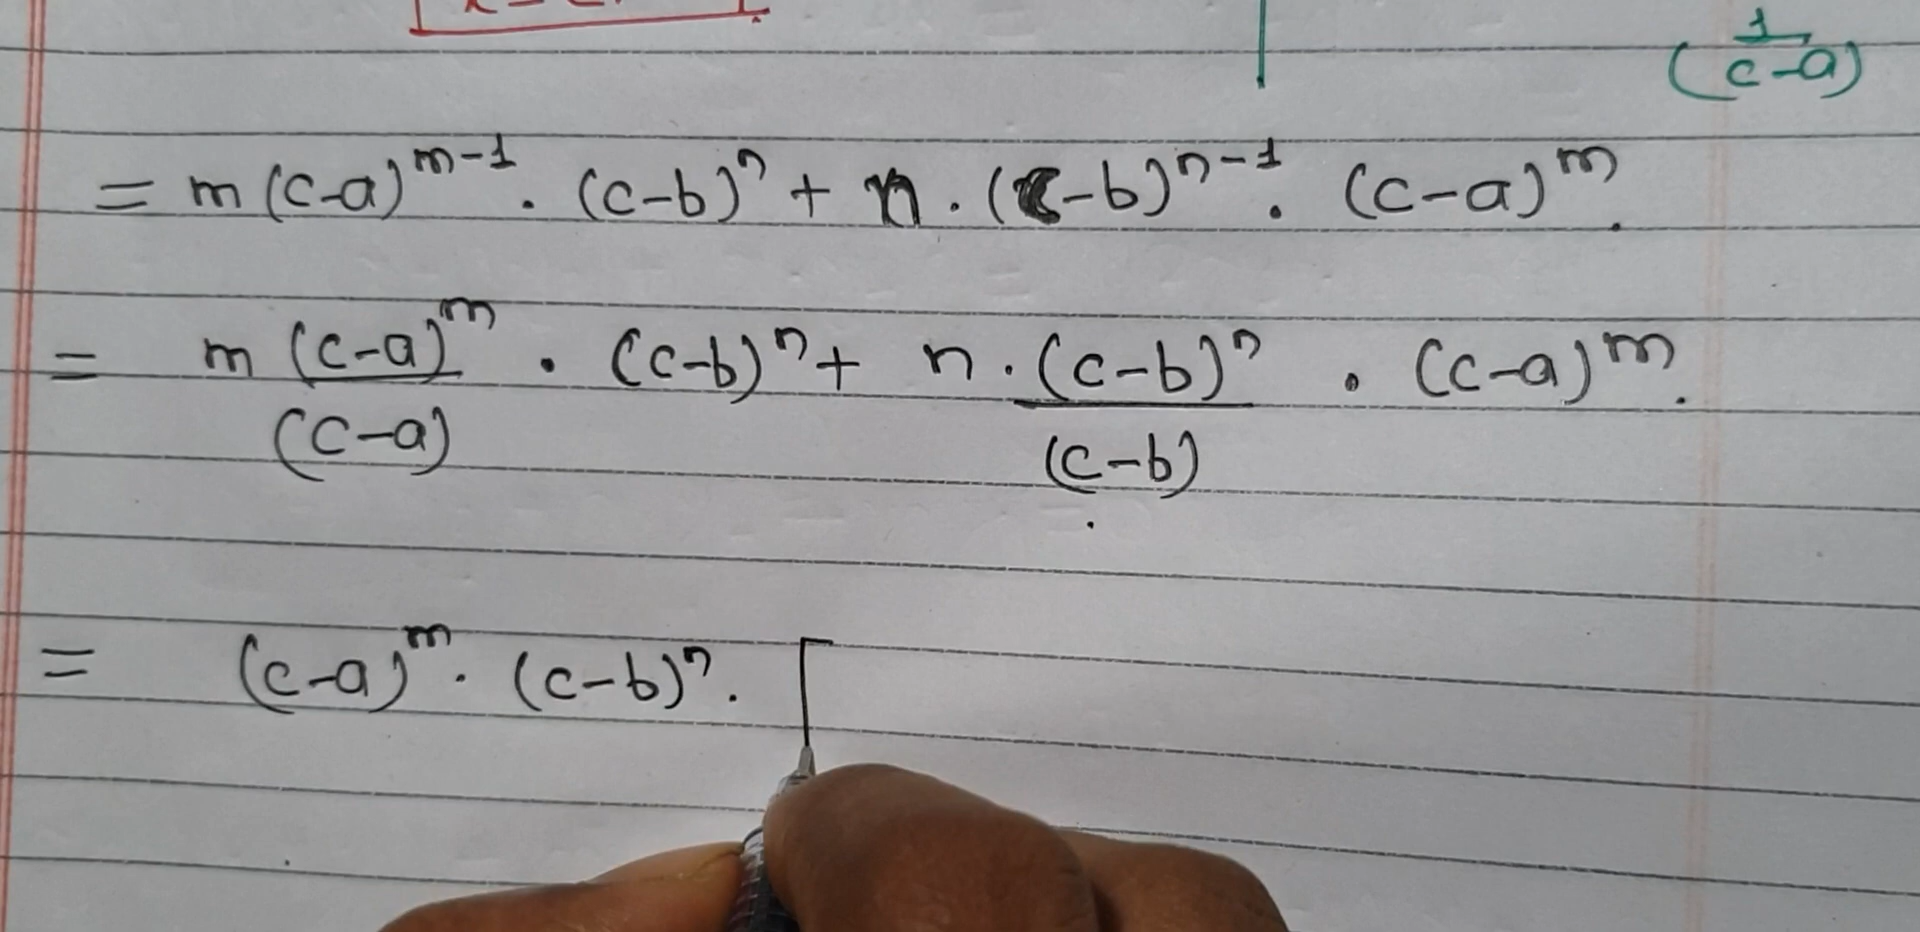 1
(c-a)
= m(c-a)^{m-1} . (c-b)^n + n . (c-b)^{n-1} . (c-a)^m .
= m (c-a)^m . (c-b)^n + n . (c-b)^n . (c-a)^m .
(c-a) (c-b)
= (c-a)^m . (c-b)^n . [